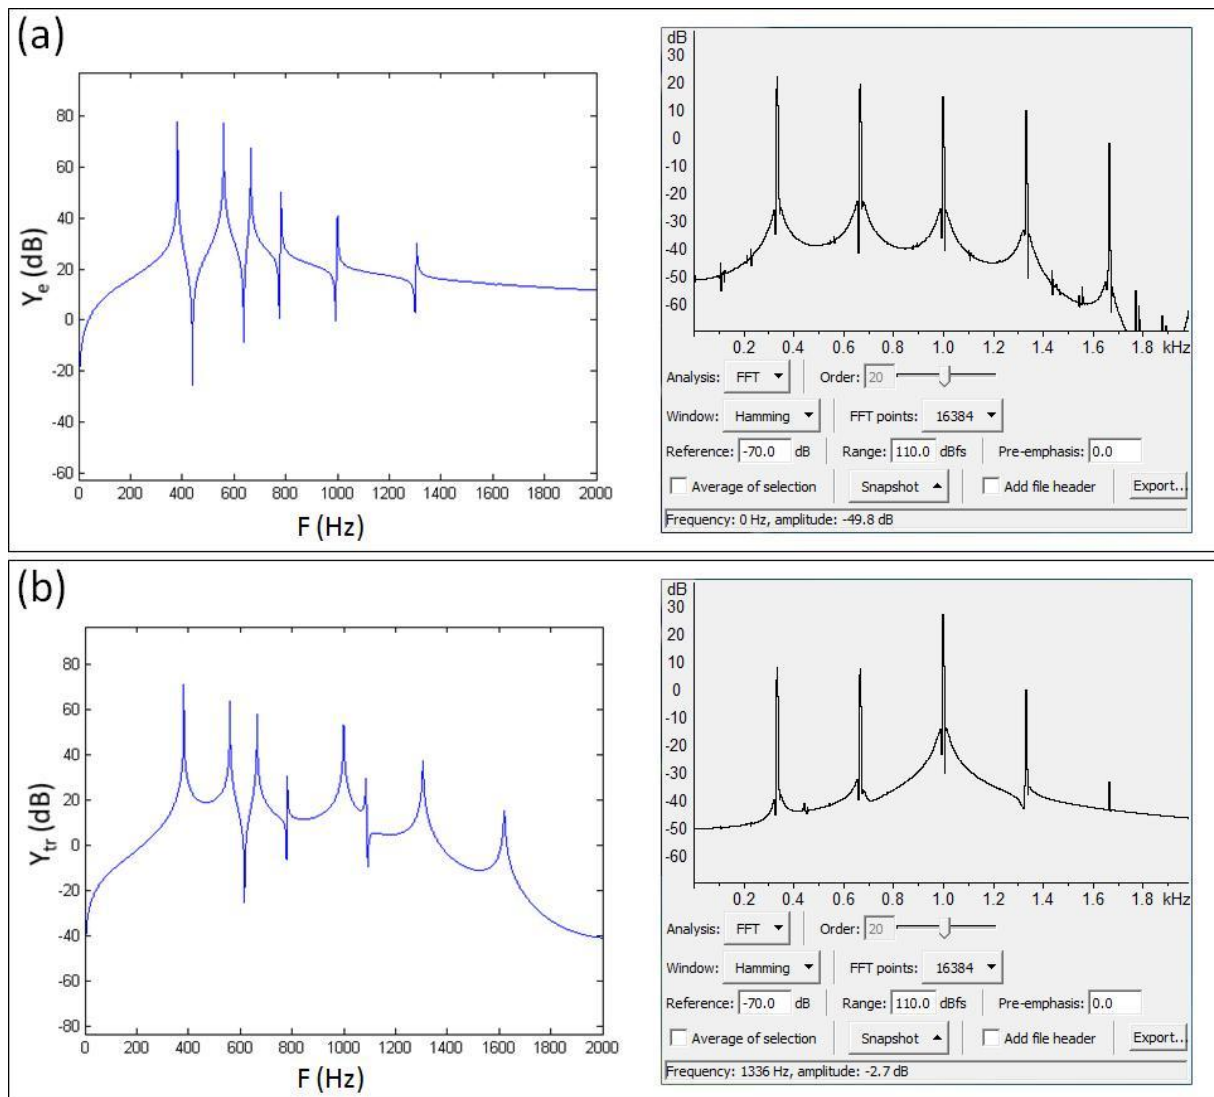 (a)
80
60
40
20
0
-20
-40
-60
Y_e (dB)
0 200 400 600 800 1000 1200 1400 1600 1800 2000
F (Hz)
dB
30
20
10
0
-10
-20
-30
-40
-50
-60
0.2 0.4 0.6 0.8 1.0 1.2 1.4 1.6 1.8 kHz
Analysis: FFT Order: 20
Window: Hamming FFT points: 16384
Reference: -70.0 dB Range: 110.0 dBfs Pre-emphasis: 0.0
Average of selection Snapshot Add file header Export...
Frequency: 0 Hz, amplitude: -49.8 dB
(b)
80
60
40
20
0
-20
-40
-60
-80
Y_tr (dB)
0 200 400 600 800 1000 1200 1400 1600 1800 2000
F (Hz)
dB
30
20
10
0
-10
-20
-30
-40
-50
-60
0.2 0.4 0.6 0.8 1.0 1.2 1.4 1.6 1.8 kHz
Analysis: FFT Order: 20
Window: Hamming FFT points: 16384
Reference: -70.0 dB Range: 110.0 dBfs Pre-emphasis: 0.0
Average of selection Snapshot Add file header Export...
Frequency: 1336 Hz, amplitude: -2.7 dB